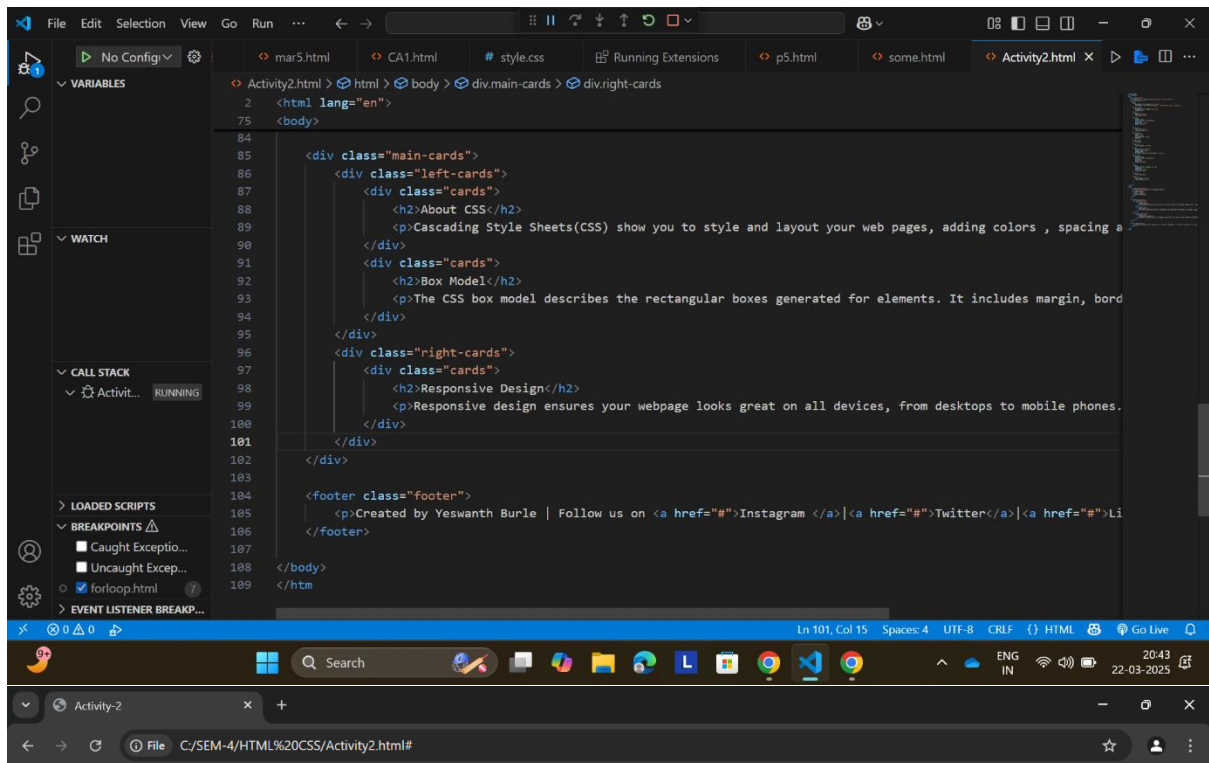 File Edit Selection View Go Run ...
No Config
mar5.html CA1.html # style.css Running Extensions p5.html some.html Activity2.html
VARIABLES
Activity2.html > html > body > div.main-cards > div.right-cards
2 <html lang="en">
75 <body>
84
85 <div class="main-cards">
86 <div class="left-cards">
87 <div class="cards">
88 <h2>About CSS</h2>
89 <p>Cascading Style Sheets(CSS) show you to style and layout your web pages, adding colors , spacing a
WATCH
90 </div>
91 <div class="cards">
92 <h2>Box Model</h2>
93 <p>The CSS box model describes the rectangular boxes generated for elements. It includes margin, bord
94 </div>
95 </div>
96 <div class="right-cards">
CALL STACK
97 <div class="cards">
Activit... RUNNING
98 <h2>Responsive Design</h2>
99 <p>Responsive design ensures your webpage looks great on all devices, from desktops to mobile phones.
100 </div>
101 </div>
102 </div>
103
LOADED SCRIPTS
104 <footer class="footer">
105 <p>Created by Yeswanth Burle | Follow us on <a href="#">Instagram </a>|<a href="#">Twitter</a>|<a href="#">Li
BREAKPOINTS
106 </footer>
Caught Exceptio...
107
Uncaught Excep...
108 </body>
forloop.html 7
109 </htm
EVENT LISTENER BREAKP...
0 0 Ln 101, Col 15 Spaces: 4 UTF-8 CRLF {} HTML Go Live
9+ Search L ENG IN 20:43 22-03-2025
Activity-2
File C:/SEM-4/HTML%20CSS/Activity2.html#